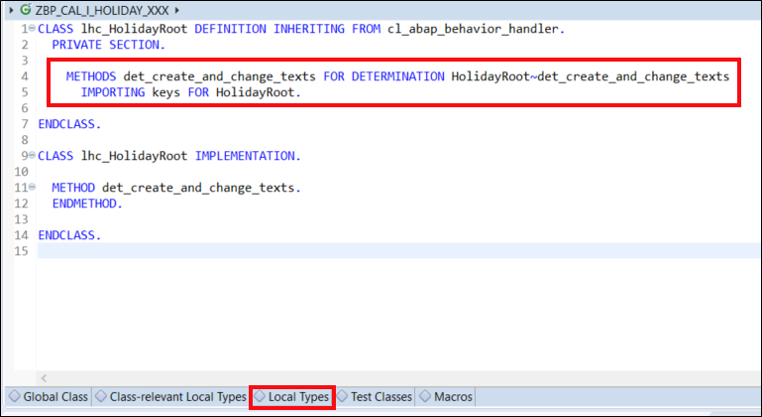 ZBP_CAL_I_HOLIDAY_XXX
1 CLASS lhc_HolidayRoot DEFINITION INHERITING FROM cl_abap_behavior_handler.
2 PRIVATE SECTION.
3
4 METHODS det_create_and_change_texts FOR DETERMINATION HolidayRoot~det_create_and_change_texts
5 IMPORTING keys FOR HolidayRoot.
6
7 ENDCLASS.
8
9 CLASS lhc_HolidayRoot IMPLEMENTATION.
10
11 METHOD det_create_and_change_texts.
12 ENDMETHOD.
13
14 ENDCLASS.
15
Global Class Class-relevant Local Types Local Types Test Classes Macros